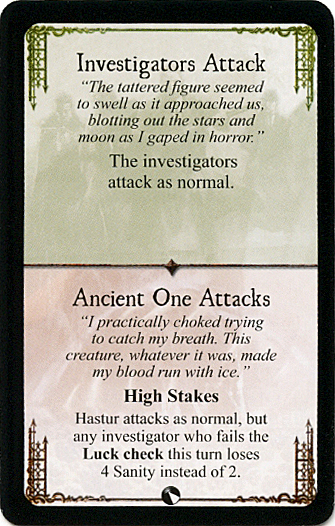 Investigators Attack
“The tattered figure seemed
to swell as it approached us,
blotting out the stars and
moon as I gaped in horror.”
The investigators
attack as normal.
Ancient One Attacks
“I practically choked trying
to catch my breath. This
creature, whatever it was, made
my blood run with ice.”
High Stakes
Hastur attacks as normal, but
any investigator who fails the
Luck check this turn loses
4 Sanity instead of 2.